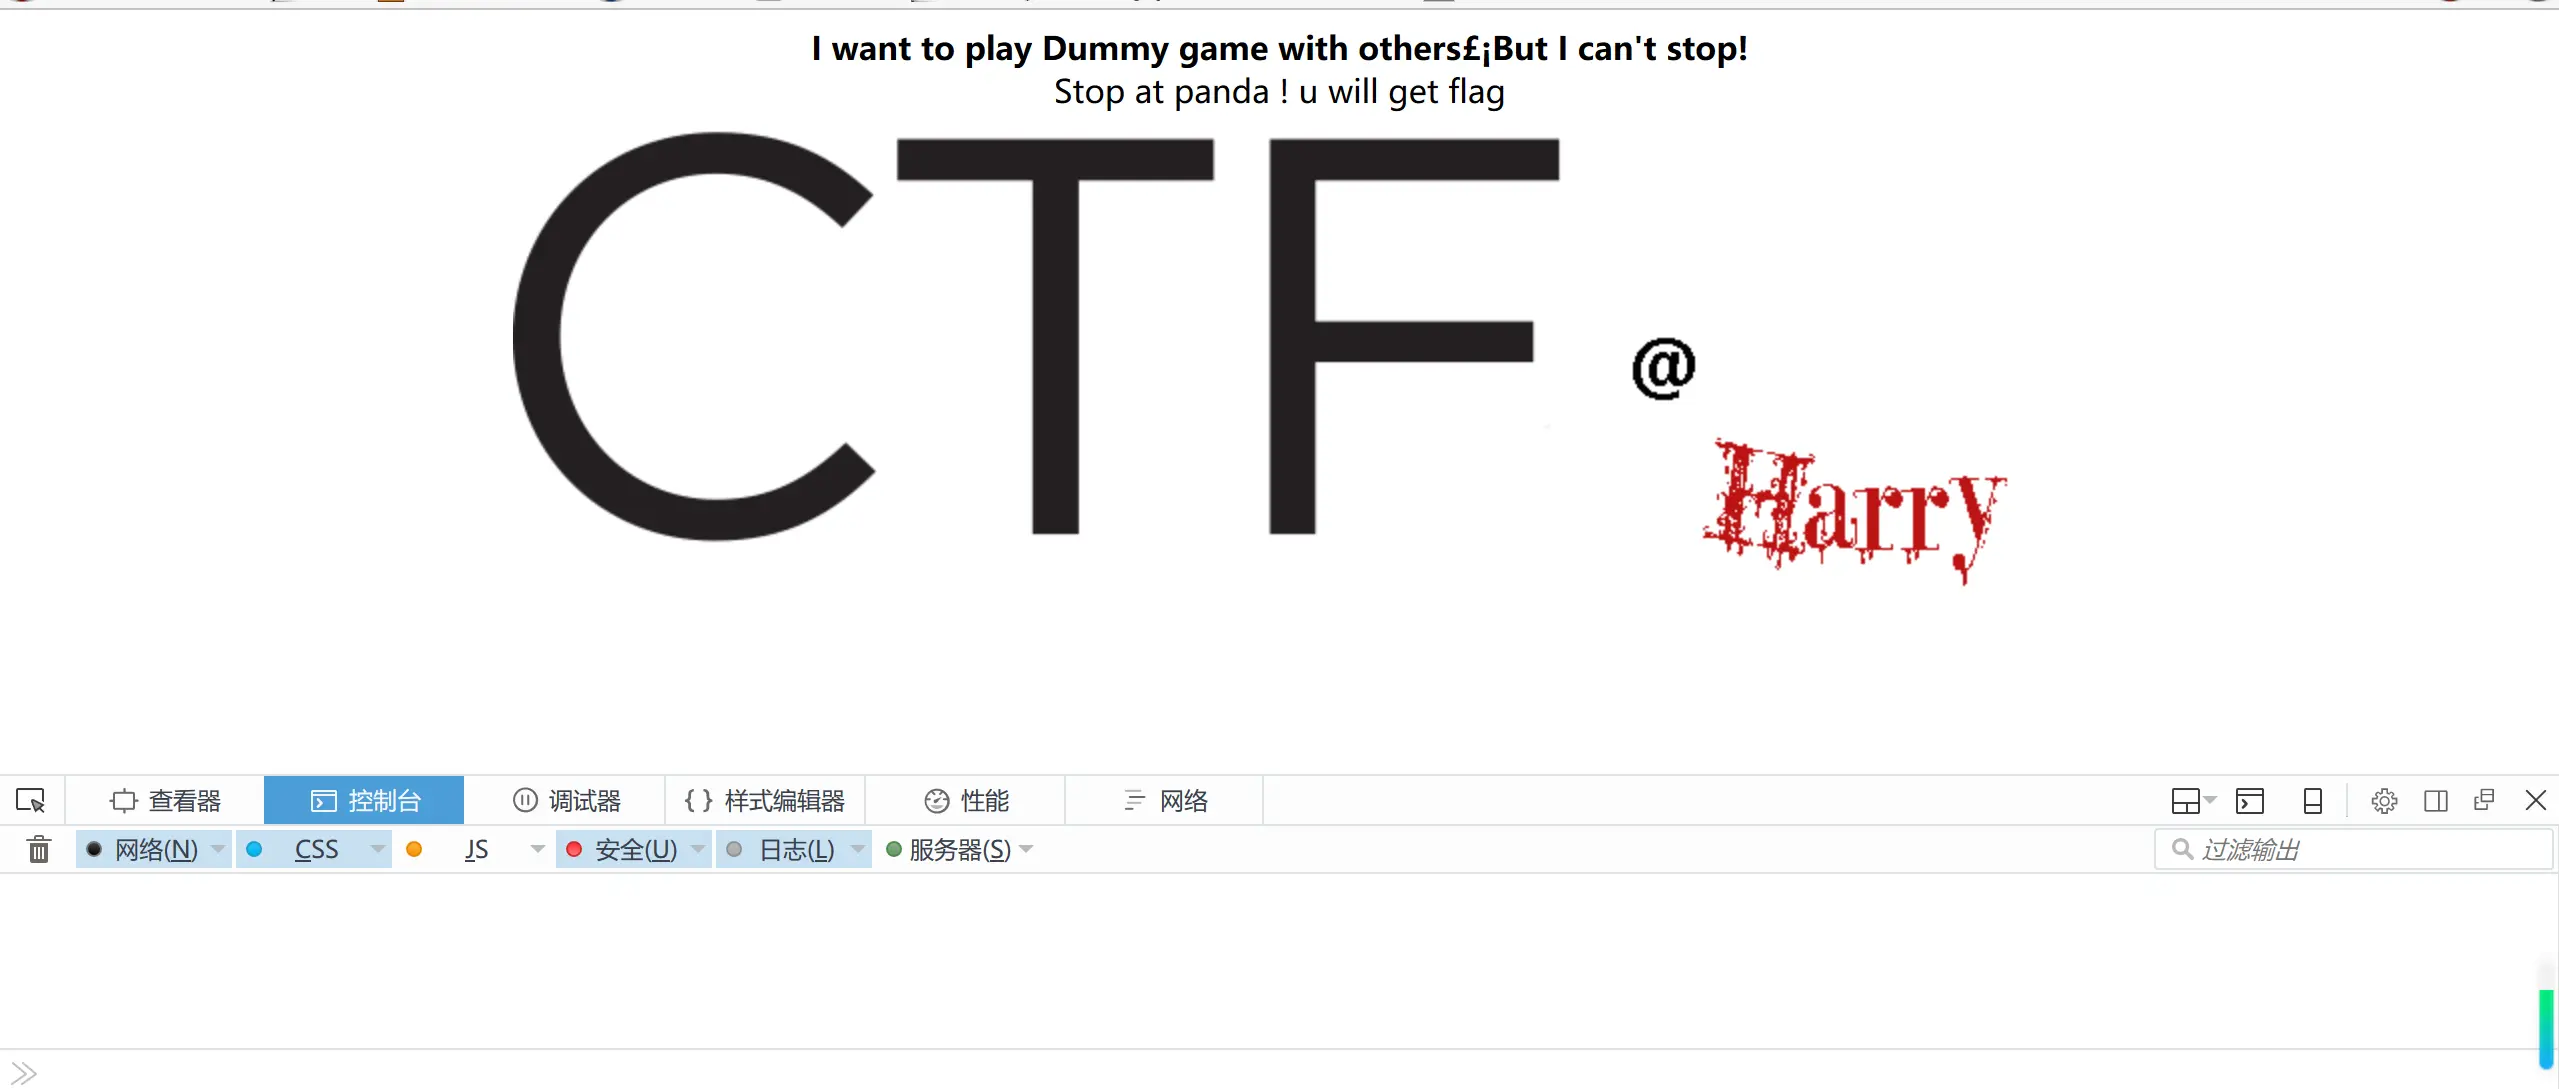 I want to play Dummy game with others£¡But I can't stop!
Stop at panda ! u will get flag
CTF
@
Harry
查看器 控制台 调试器 样式编辑器 性能 网络
网络(N) CSS JS 安全(U) 日志(L) 服务器(S) 过滤输出